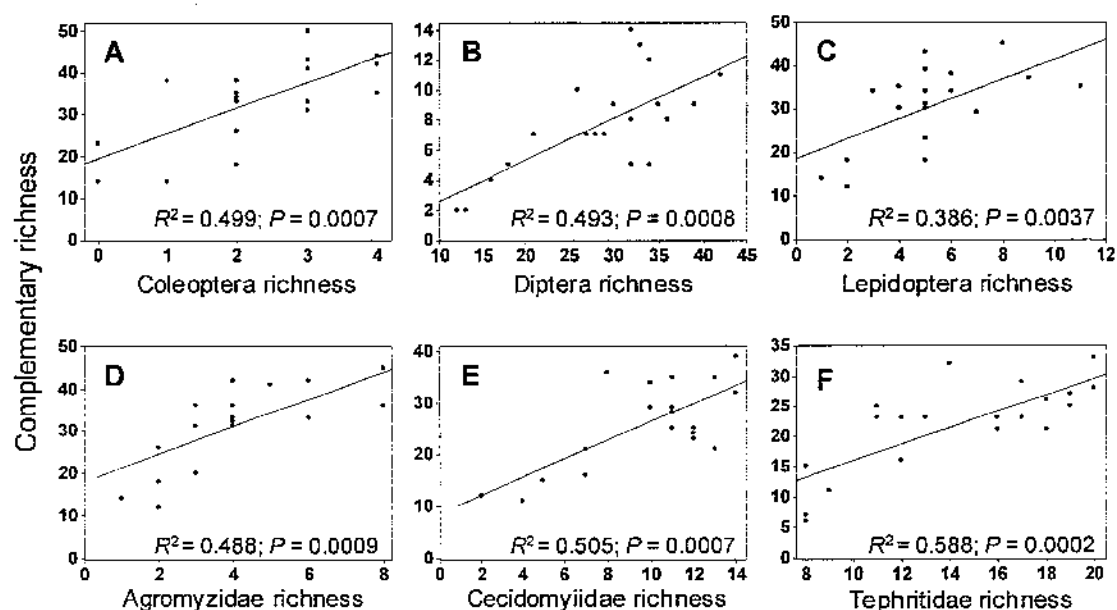 Complementary richness
A
50
40
30
20
10
0
R² = 0.499; P = 0.0007
0 1 2 3 4
Coleoptera richness
B
14
12
10
8
6
4
2
0
R² = 0.493; P = 0.0008
10 15 20 25 30 35 40 45
Diptera richness
C
50
40
30
20
10
0
R² = 0.386; P = 0.0037
0 2 4 6 8 10 12
Lepidoptera richness
D
50
40
30
20
10
0
R² = 0.488; P = 0.0009
0 2 4 6 8
Agromyzidae richness
E
40
30
20
10
0
R² = 0.505; P = 0.0007
0 2 4 6 8 10 12 14
Cecidomyiidae richness
F
35
30
25
20
15
10
5
0
R² = 0.588; P = 0.0002
8 10 12 14 16 18 20
Tephritidae richness